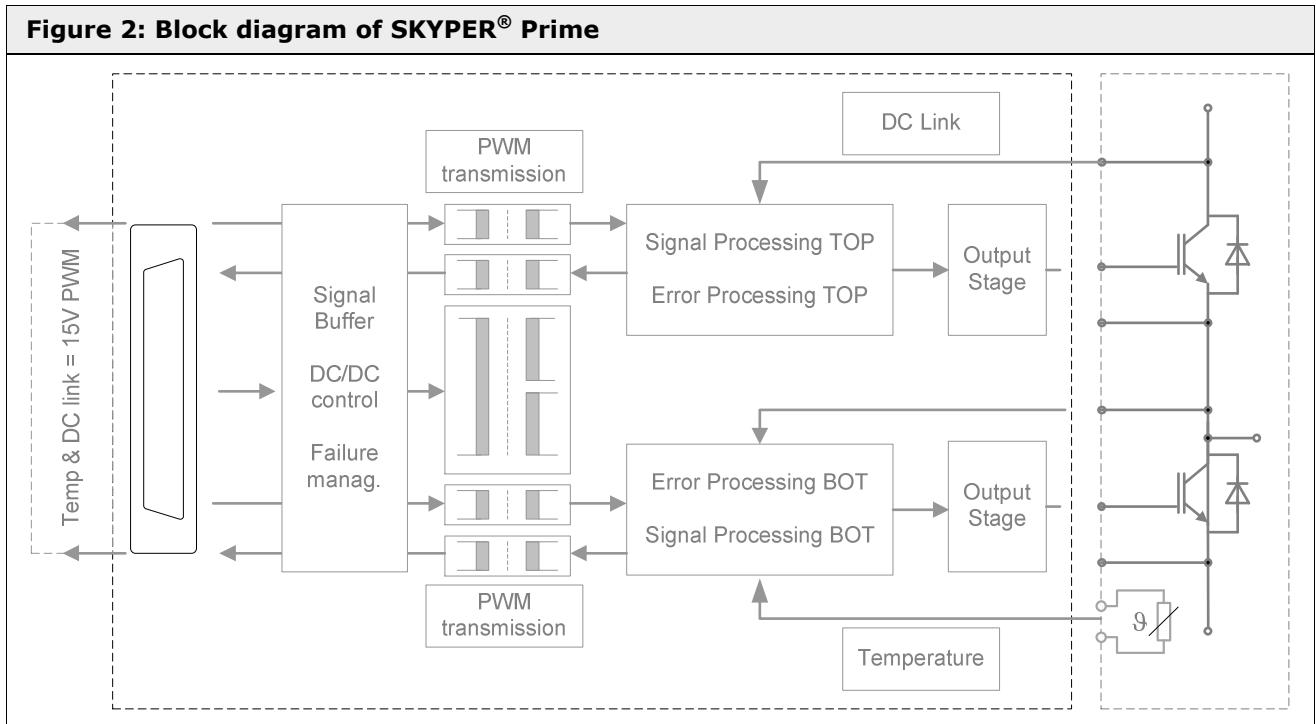 Figure 2: Block diagram of SKYPER® Prime
DC Link
PWM
transmission
Temp & DC link = 15V PWM
Signal
Buffer
DC/DC
control
Failure
manag.
Signal Processing TOP
Error Processing TOP
Output
Stage
Error Processing BOT
Signal Processing BOT
Output
Stage
PWM
transmission
Temperature
ϑ